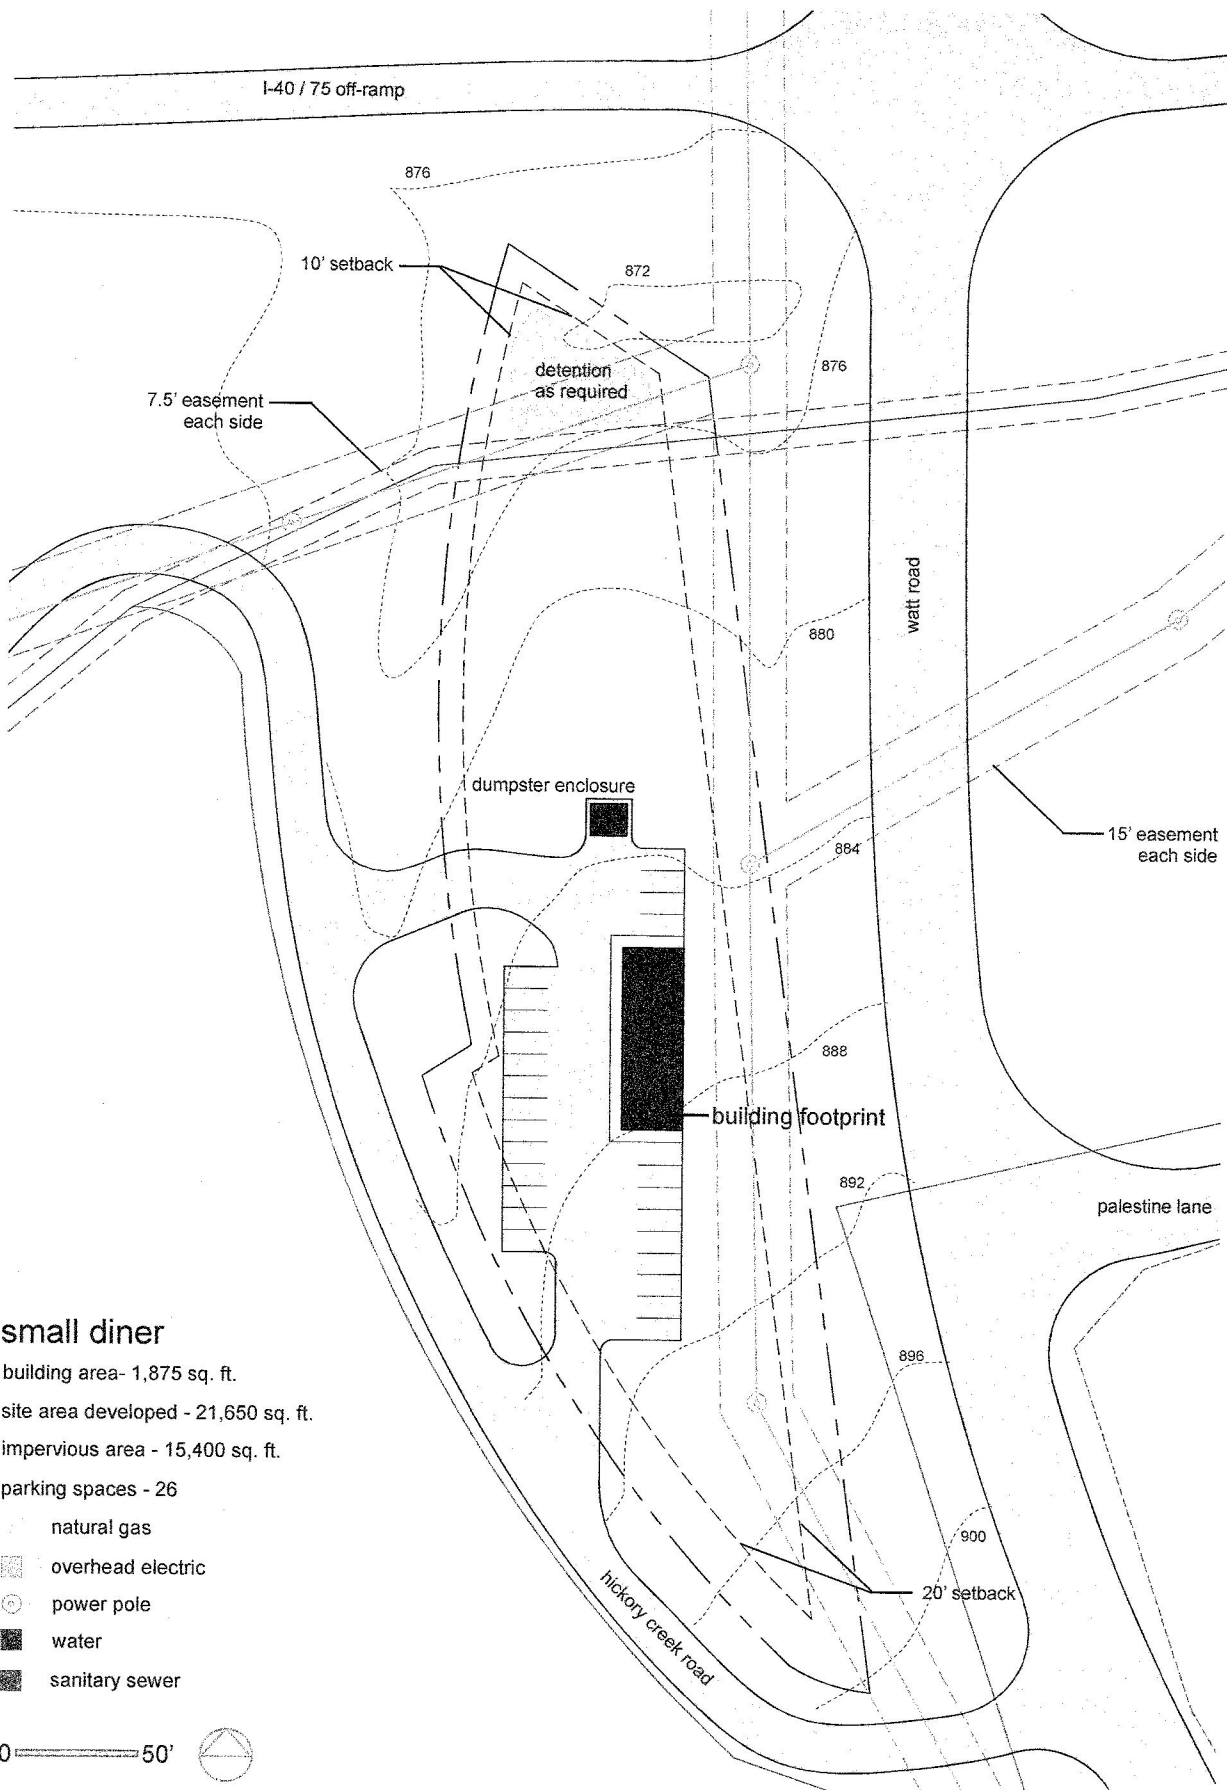 I-40 / 75 off-ramp
876
10' setback
872
detention
as required
876
7.5' easement
each side
watt road
880
dumpster enclosure
884
15' easement
each side
888
building footprint
892
palestine lane
small diner
building area- 1,875 sq. ft.
site area developed - 21,650 sq. ft.
impervious area - 15,400 sq. ft.
parking spaces - 26
natural gas
overhead electric
power pole
water
sanitary sewer
896
900
20' setback
hickory creek road
0 50'